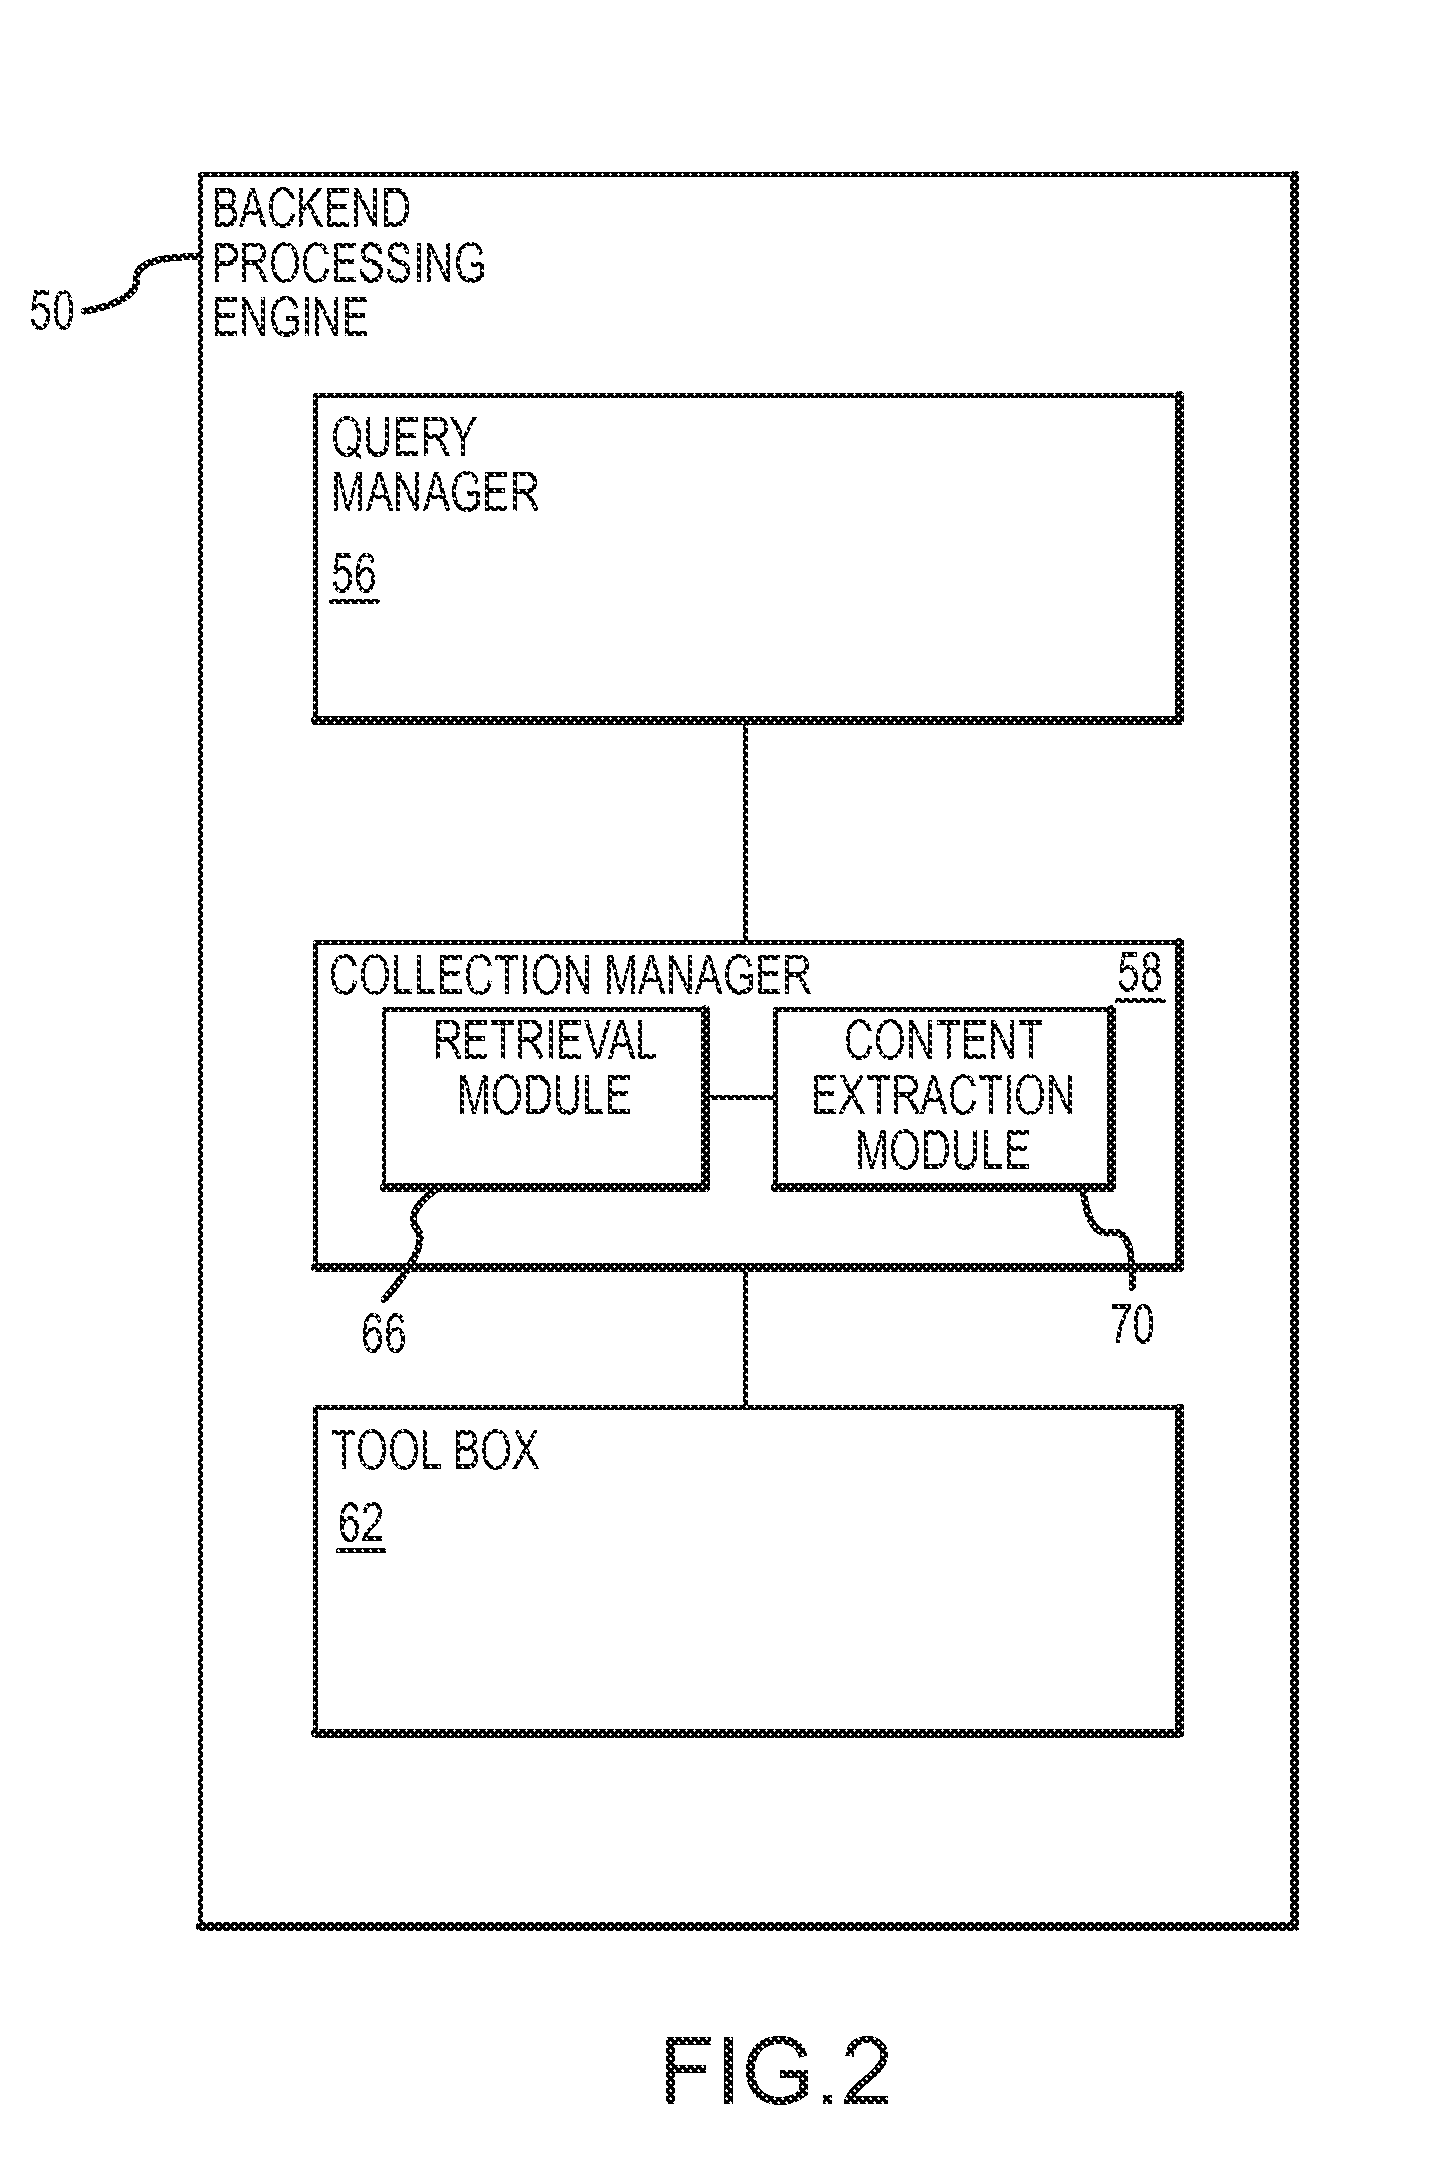 BACKEND
PROCESSING
ENGINE
50
QUERY
MANAGER
56
COLLECTION MANAGER
58
RETRIEVAL
MODULE
CONTENT
EXTRACTION
MODULE
66
70
TOOL BOX
62
FIG.2